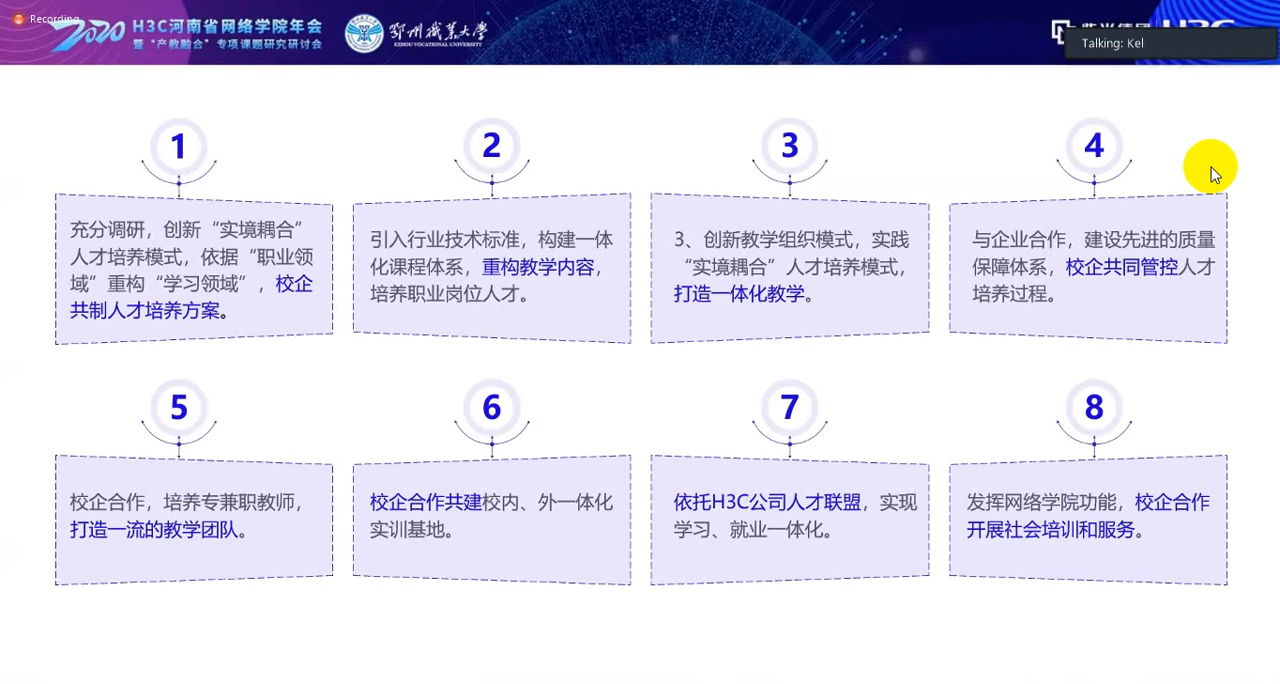 Recording
2020 H3C河南省网络学院年会
暨“产教融合”专项课题研究研讨会
鄂州职业大学
EZHOU VOCATIONAL UNIVERSITY
Talking: Kel
1
充分调研，创新“实境耦合”
人才培养模式，依据“职业领
域”重构“学习领域”，校企
共制人才培养方案。
2
引入行业技术标准，构建一体
化课程体系，重构教学内容，
培养职业岗位人才。
3
3、创新教学组织模式，实践
“实境耦合”人才培养模式，
打造一体化教学。
4
与企业合作，建设先进的质量
保障体系，校企共同管控人才
培养过程。
5
校企合作，培养专兼职教师，
打造一流的教学团队。
6
校企合作共建校内、外一体化
实训基地。
7
依托H3C公司人才联盟，实现
学习、就业一体化。
8
发挥网络学院功能，校企合作
开展社会培训和服务。